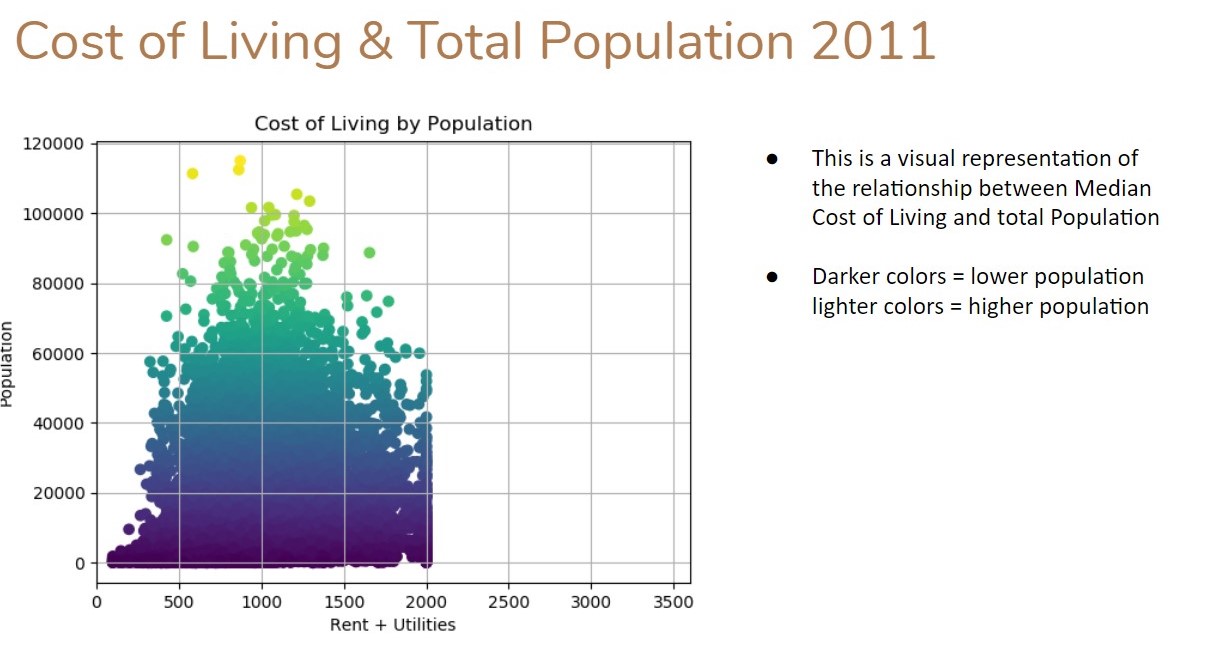 Cost of Living & Total Population 2011
Cost of Living by Population
120000
100000
80000
60000
40000
20000
0
Population
0 500 1000 1500 2000 2500 3000 3500
Rent + Utilities
● This is a visual representation of
the relationship between Median
Cost of Living and total Population
● Darker colors = lower population
lighter colors = higher population